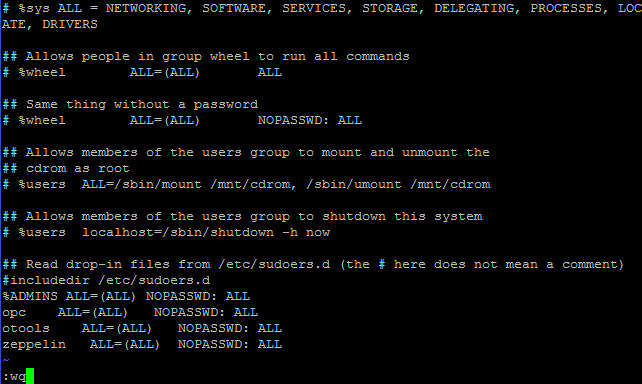 # %sys ALL = NETWORKING, SOFTWARE, SERVICES, STORAGE, DELEGATING, PROCESSES, LOC
ATE, DRIVERS
## Allows people in group wheel to run all commands
# %wheel        ALL=(ALL)       ALL
## Same thing without a password
# %wheel        ALL=(ALL)       NOPASSWD: ALL
## Allows members of the users group to mount and unmount the
## cdrom as root
# %users  ALL=/sbin/mount /mnt/cdrom, /sbin/umount /mnt/cdrom
## Allows members of the users group to shutdown this system
# %users  localhost=/sbin/shutdown -h now
## Read drop-in files from /etc/sudoers.d (the # here does not mean a comment)
#includedir /etc/sudoers.d
%ADMINS ALL=(ALL) NOPASSWD: ALL
opc    ALL=(ALL)   NOPASSWD: ALL
otools    ALL=(ALL)   NOPASSWD: ALL
zeppelin   ALL=(ALL)  NOPASSWD: ALL
~
:wq